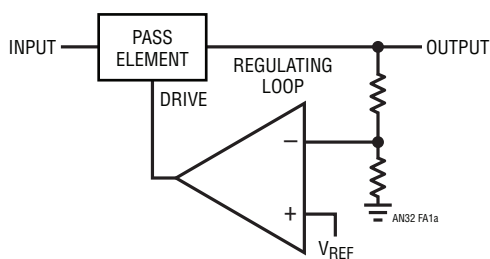 INPUT
PASS
ELEMENT
OUTPUT
REGULATING
LOOP
DRIVE
−
+
VREF
AN32 FA1a